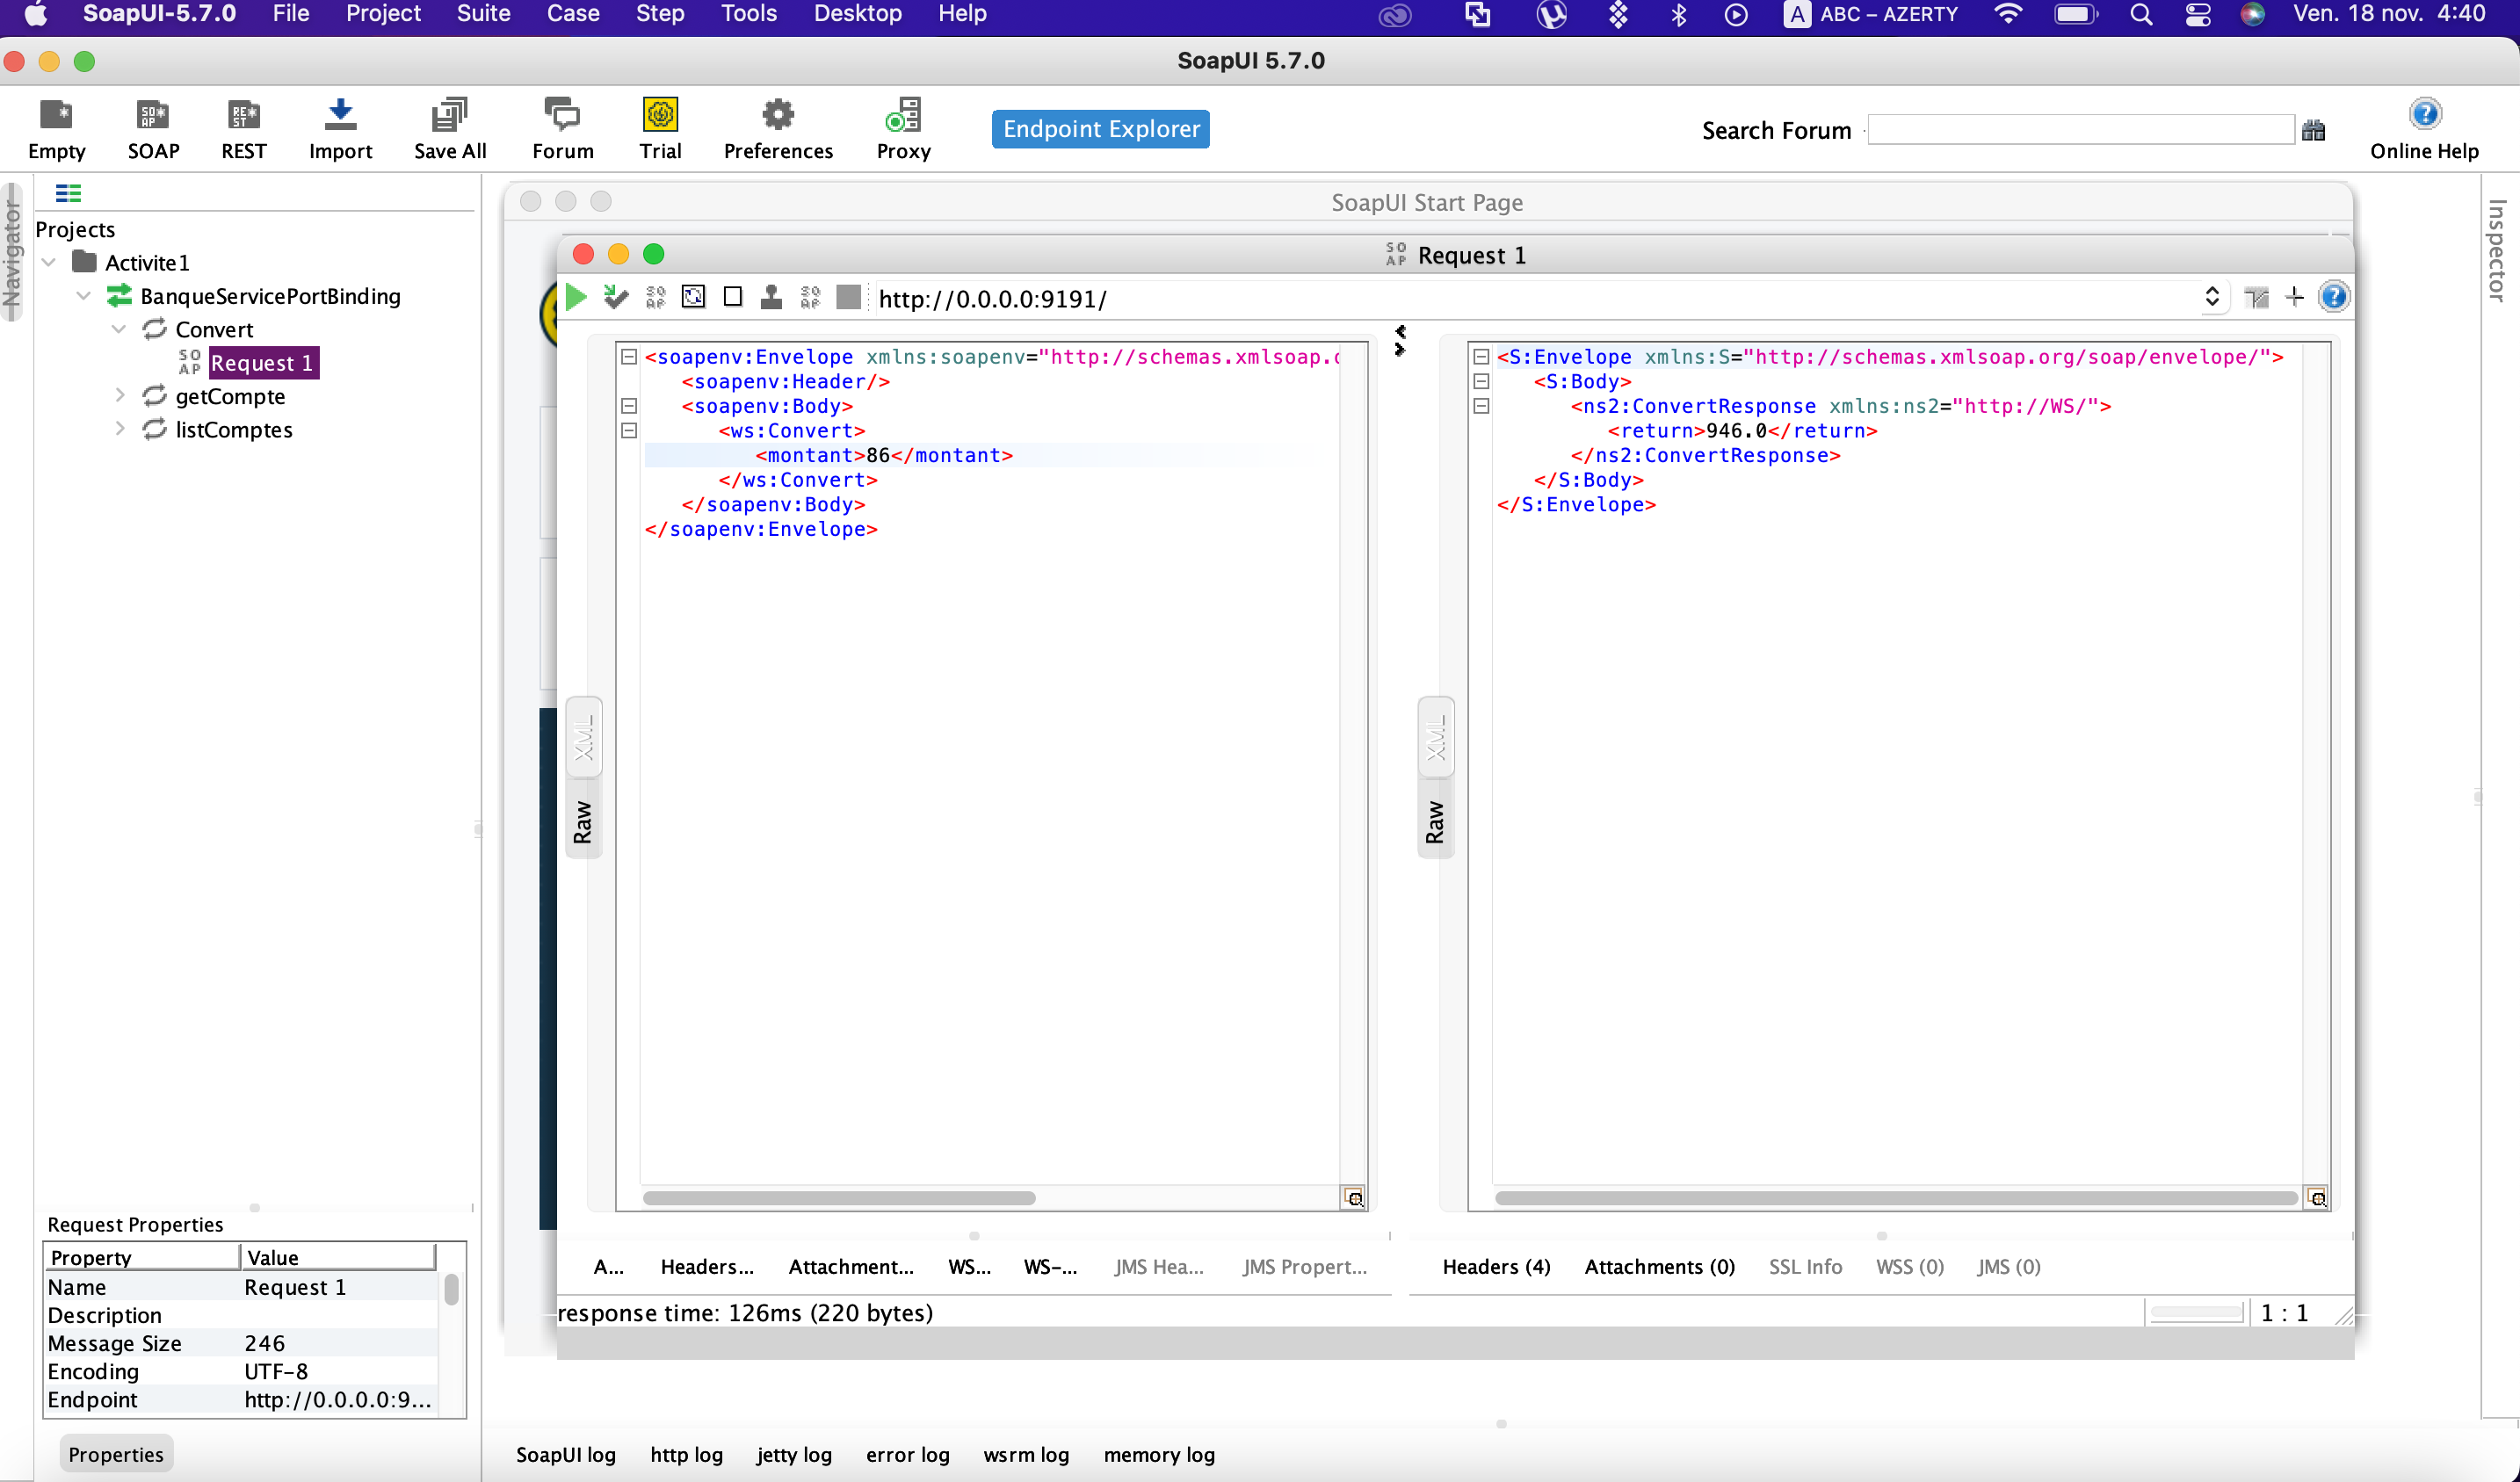 SoapUI-5.7.0 File Project Suite Case Step Tools Desktop Help A ABC – AZERTY Ven. 18 nov. 4:40
SoapUI 5.7.0
Empty SOAP REST Import Save All Forum Trial Preferences Proxy Endpoint Explorer Search Forum Online Help
Navigator
Projects
Activite1
BanqueServicePortBinding
Convert
SO AP Request 1
getCompte
listComptes
SoapUI Start Page
SO AP Request 1
http://0.0.0.0:9191/
<soapenv:Envelope xmlns:soapenv="http://schemas.xmlsoap.o
<soapenv:Header/>
<soapenv:Body>
<ws:Convert>
<montant>86</montant>
</ws:Convert>
</soapenv:Body>
</soapenv:Envelope>
XML
Raw
<S:Envelope xmlns:S="http://schemas.xmlsoap.org/soap/envelope/">
<S:Body>
<ns2:ConvertResponse xmlns:ns2="http://WS/">
<return>946.0</return>
</ns2:ConvertResponse>
</S:Body>
</S:Envelope>
XML
Raw
Inspector
A... Headers... Attachment... WS... WS-... JMS Hea... JMS Propert...
Headers (4) Attachments (0) SSL Info WSS (0) JMS (0)
response time: 126ms (220 bytes) 1 : 1
Request Properties
Property Value
Name Request 1
Description
Message Size 246
Encoding UTF-8
Endpoint http://0.0.0.0:9...
Properties
SoapUI log http log jetty log error log wsrm log memory log